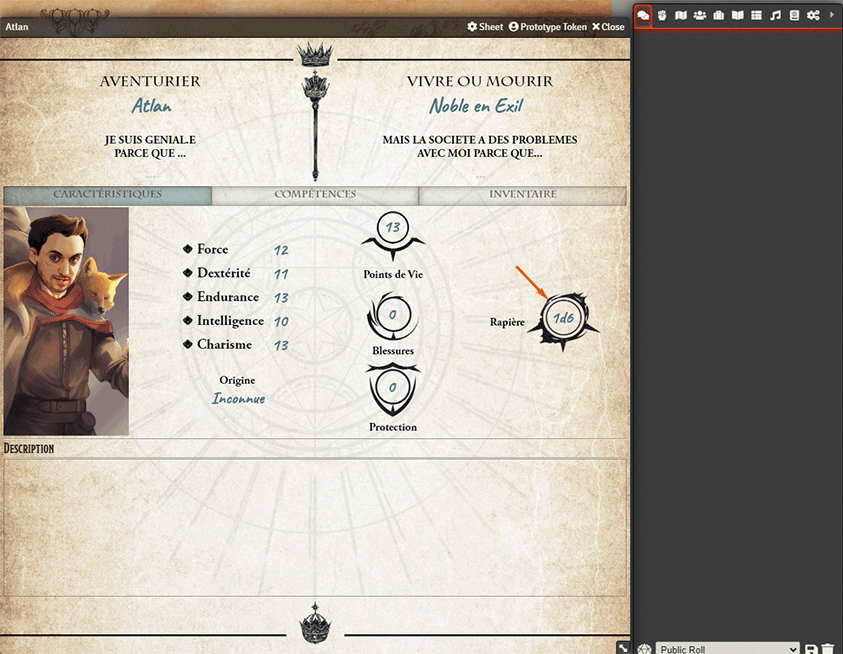 Atlan
Sheet Prototype Token Close
AVENTURIER
Atlan
JE SUIS GENIAL.E
PARCE QUE ...
...
VIVRE OU MOURIR
Noble en Exil
MAIS LA SOCIETE A DES PROBLEMES
AVEC MOI PARCE QUE...
...
CARACTÉRISTIQUES COMPÉTENCES INVENTAIRE
Force 12
Dextérité 11
Endurance 13
Intelligence 10
Charisme 13
Origine
Inconnue
13
Points de Vie
0
Blessures
0
Protection
Rapière 1d6
DESCRIPTION
Public Roll